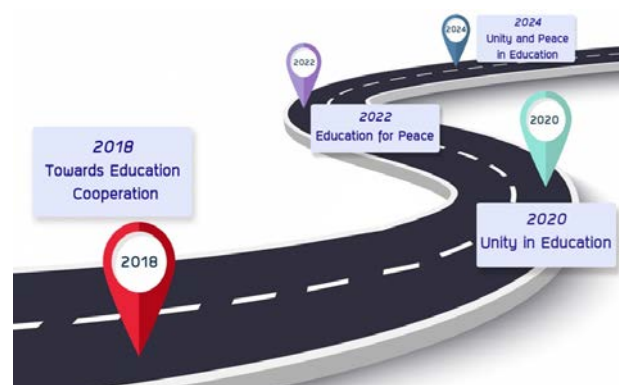 2024
2024
Unity and Peace
in Education
2022
2022
Education for Peace
2020
2020
Unity in Education
2018
Towards Education
Cooperation
2018